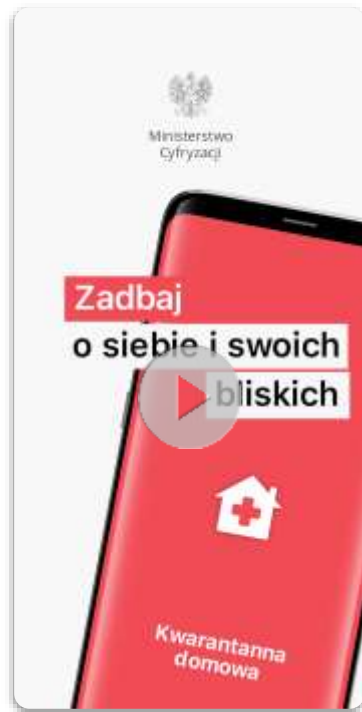 Ministerstwo
Cyfryzacji
Zadbaj
o siebie i swoich
bliskich
Kwarantanna
domowa